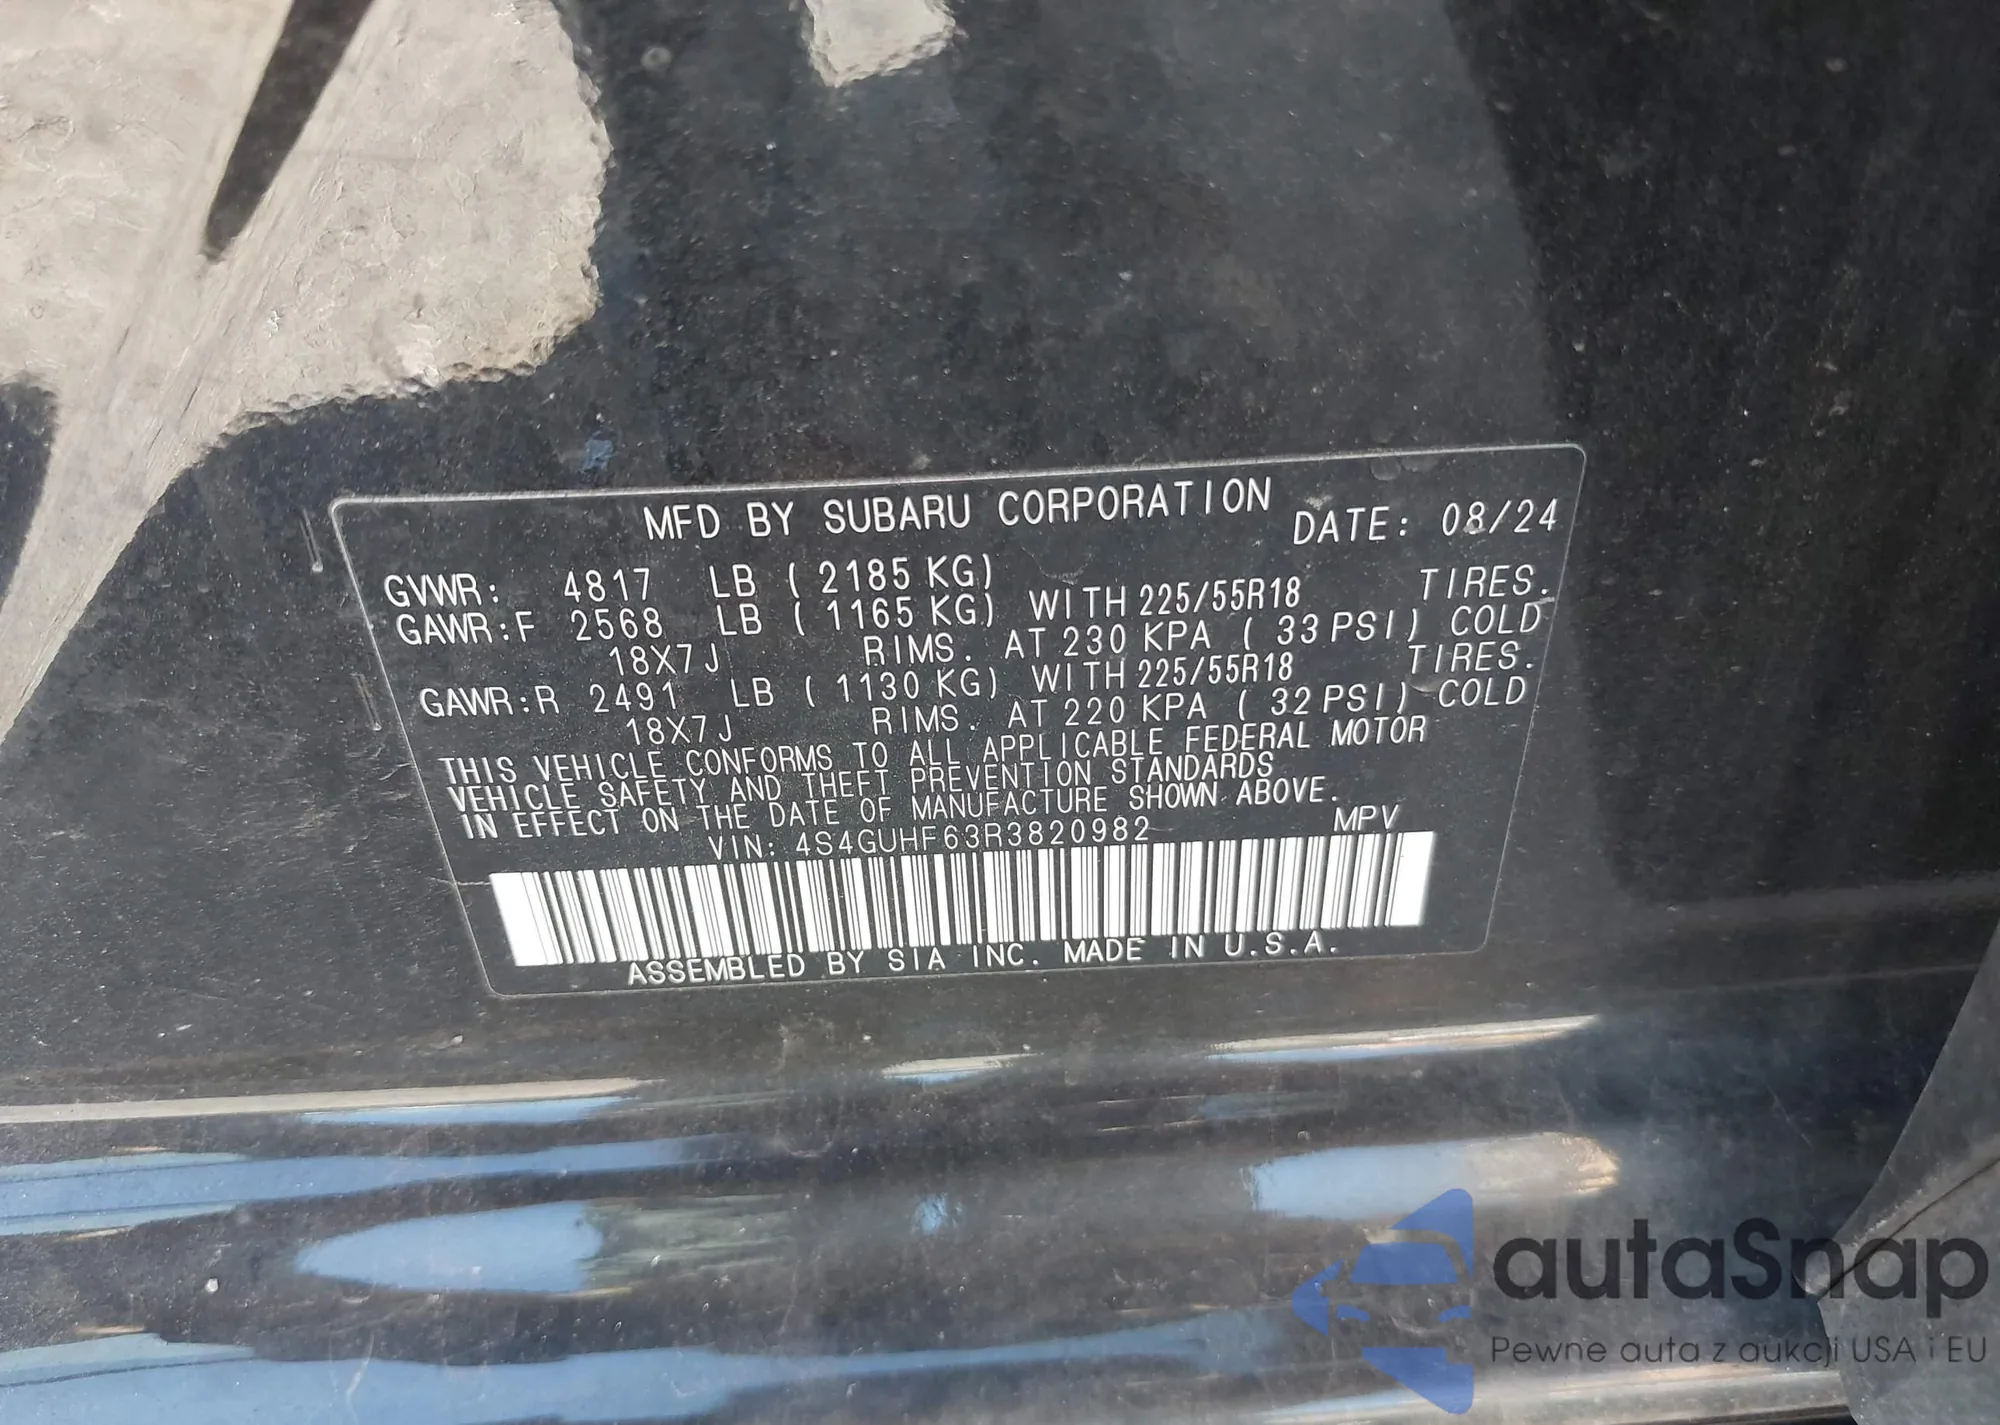 MFD BY SUBARU CORPORATION DATE: 08/24
GVWR: 4817 LB ( 2185 KG)
GAWR:F 2568 LB ( 1165 KG) WITH 225/55R18 TIRES.
18X7J RIMS. AT 230 KPA ( 33 PSI) COLD
GAWR:R 2491 LB ( 1130 KG) WITH 225/55R18 TIRES.
18X7J RIMS. AT 220 KPA ( 32 PSI) COLD
THIS VEHICLE CONFORMS TO ALL APPLICABLE FEDERAL MOTOR
VEHICLE SAFETY AND THEFT PREVENTION STANDARDS
IN EFFECT ON THE DATE OF MANUFACTURE SHOWN ABOVE.
VIN: 4S4GUHF63R3820982 MPV
ASSEMBLED BY SIA INC. MADE IN U.S.A.
autaSnap
Pewne auta z aukcji USA i EU